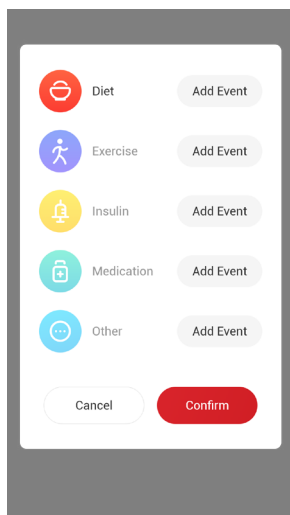 Diet Add Event
Exercise Add Event
Insulin Add Event
Medication Add Event
Other Add Event
Cancel Confirm